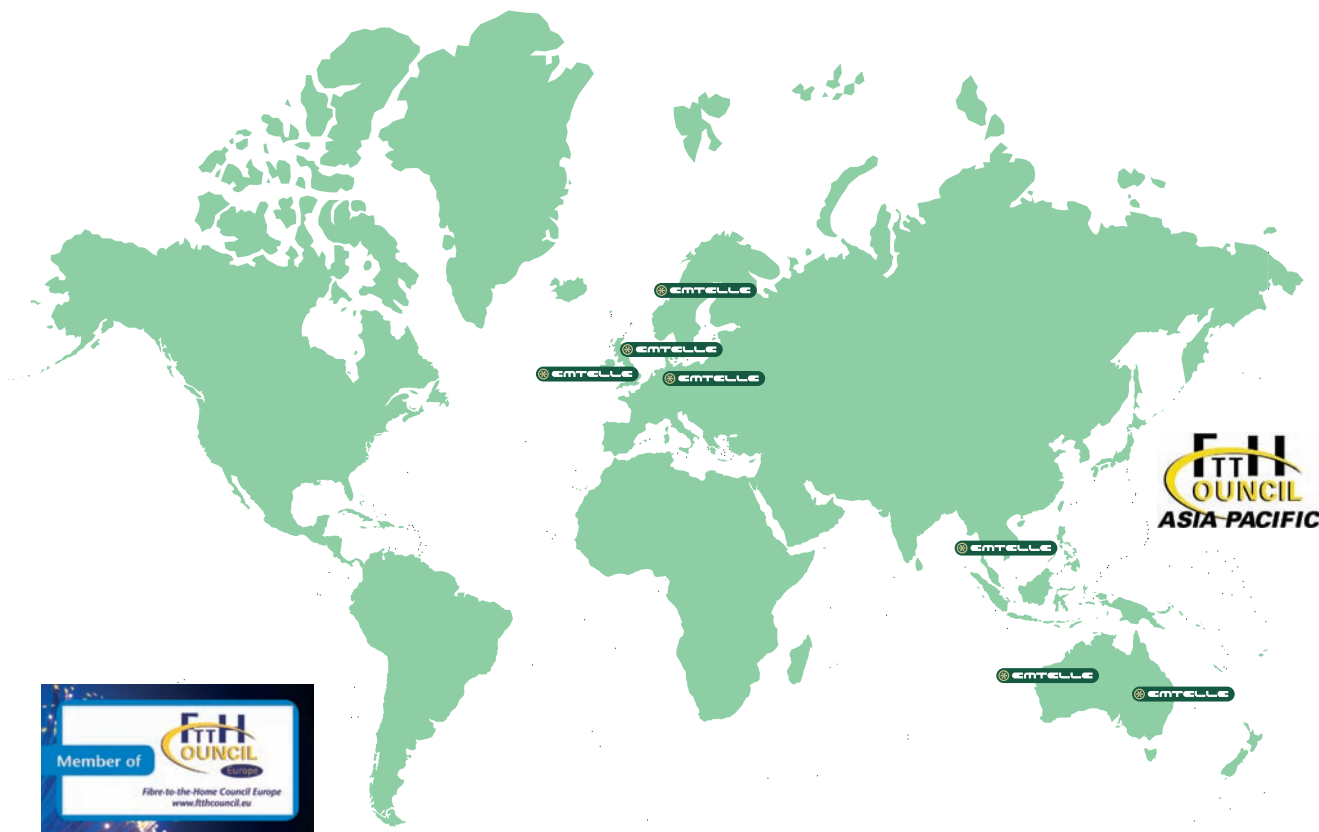 EMTELLE
EMTELLE
EMTELLE
EMTELLE
FTTH
COUNCIL
ASIA PACIFIC
EMTELLE
EMTELLE
EMTELLE
Member of
FTTH
COUNCIL
Europe
Fibre-to-the-Home Council Europe
www.ftthcouncil.eu